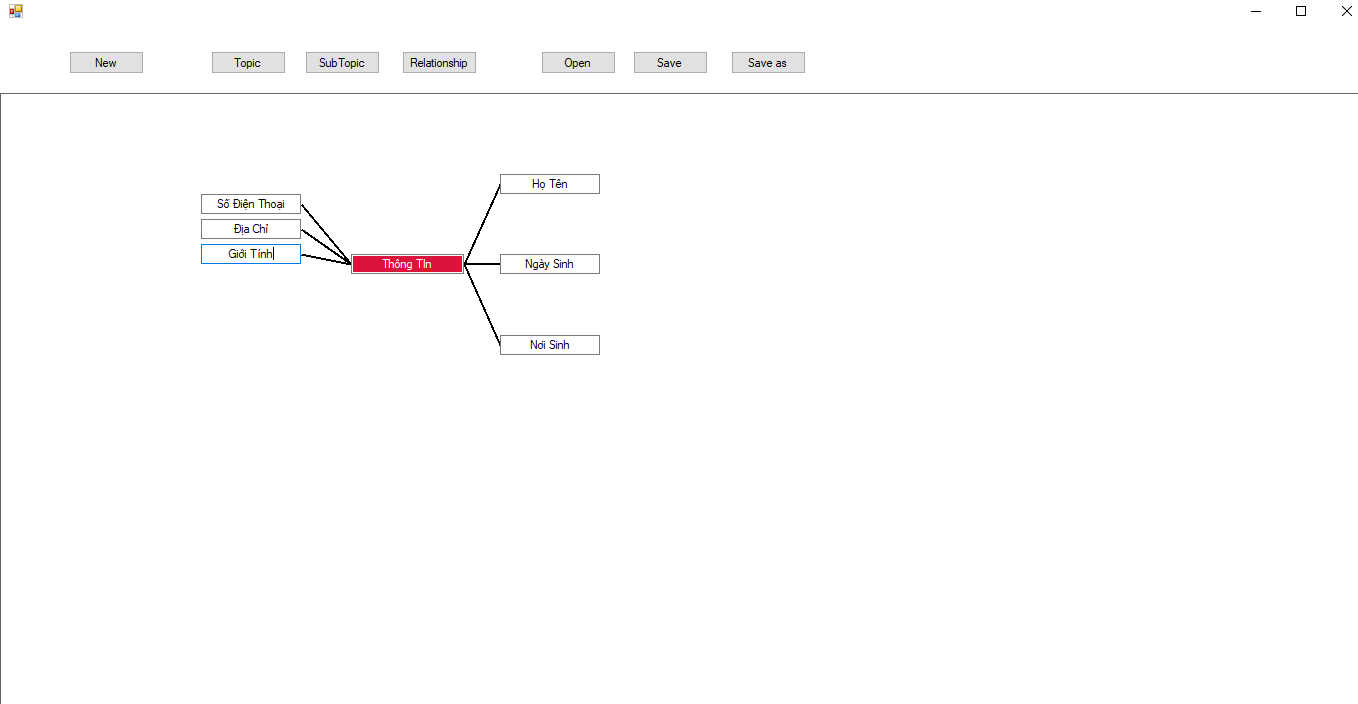 New
Topic
SubTopic
Relationship
Open
Save
Save as
Họ Tên
Số Điện Thoại
Địa Chỉ
Giới Tính
Thông TIn
Ngày Sinh
Nơi Sinh